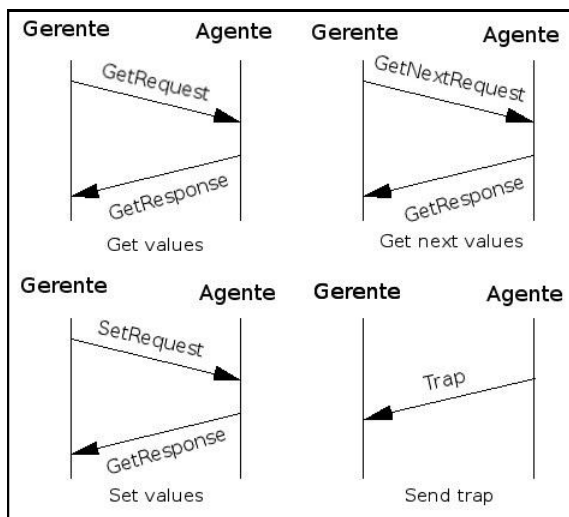 Gerente Agente
GetRequest
GetResponse
Get values
Gerente Agente
GetNextRequest
GetResponse
Get next values
Gerente Agente
SetRequest
GetResponse
Set values
Gerente Agente
Trap
Send trap